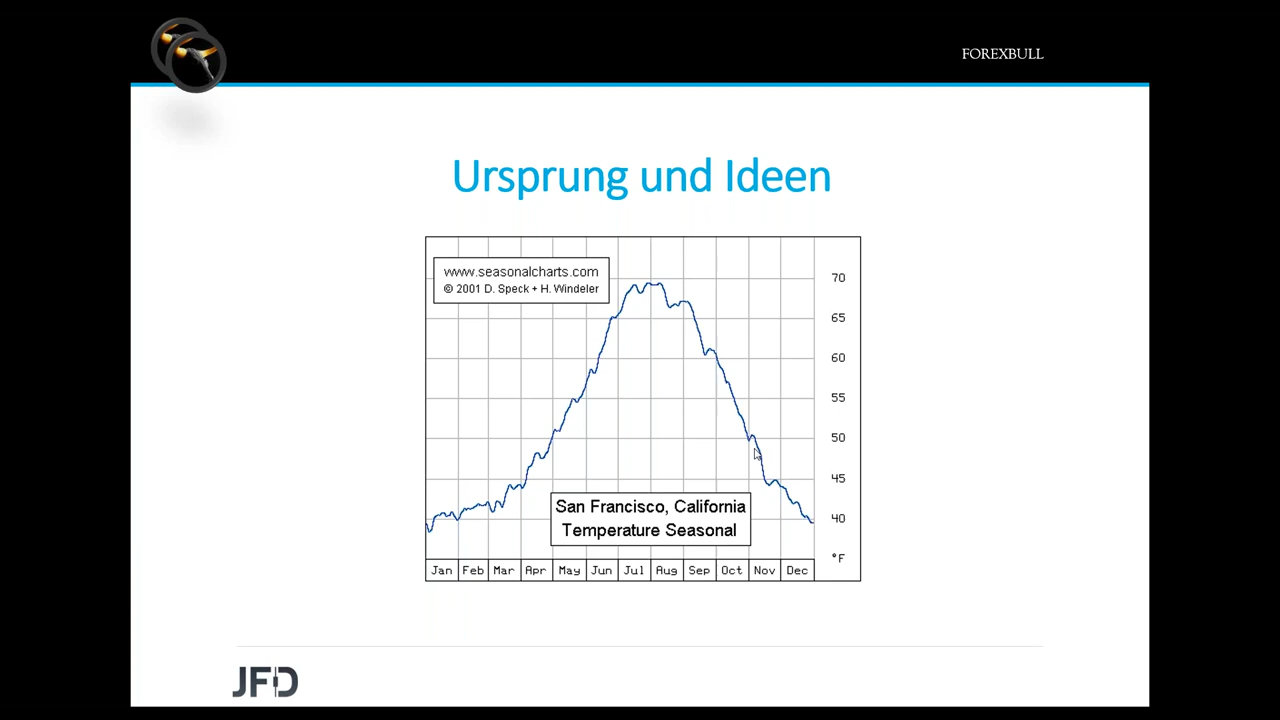 FOREXBULL
Ursprung und Ideen
www.seasonalcharts.com
© 2001 D. Speck + H. Windeler
70
65
60
55
50
45
40
°F
San Francisco, California
Temperature Seasonal
Jan Feb Mar Apr May Jun Jul Aug Sep Oct Nov Dec
JFD